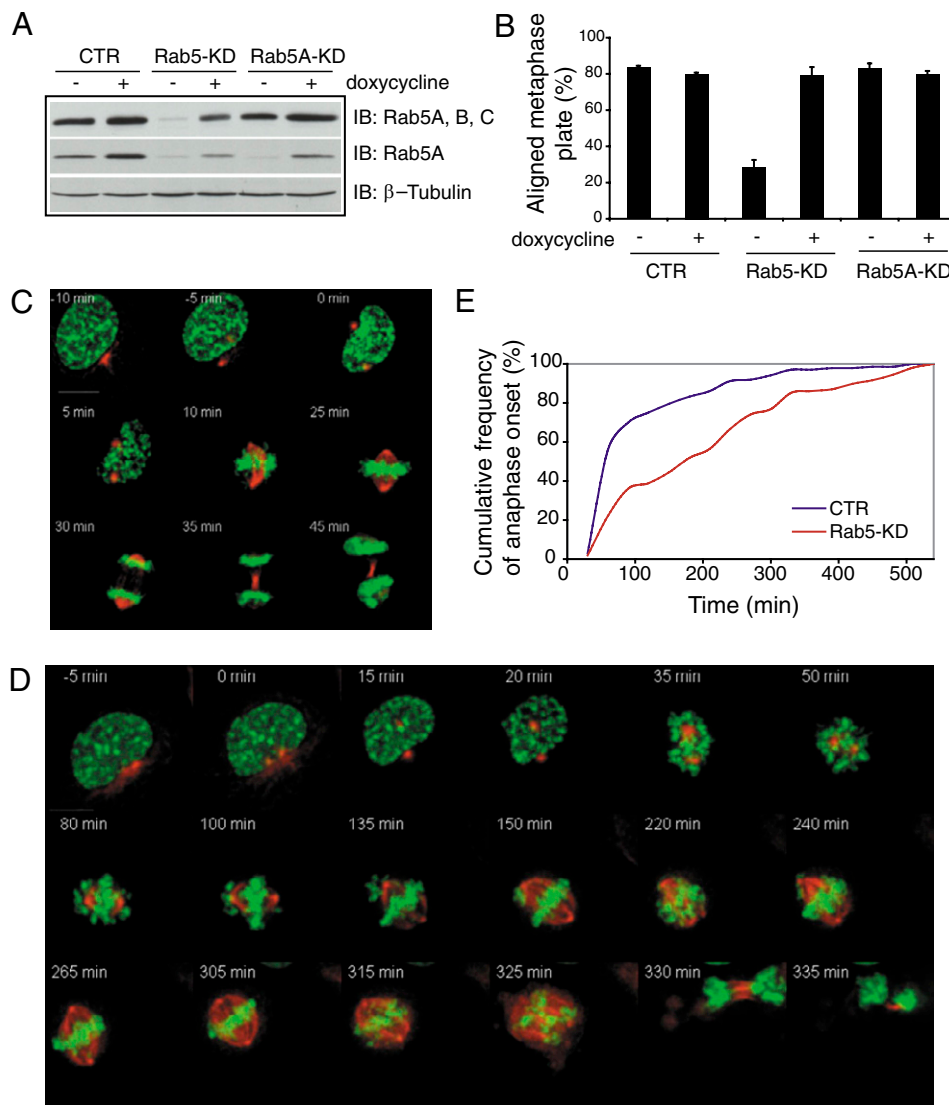 A
CTR Rab5-KD Rab5A-KD
- + - + - + doxycycline
IB: Rab5A, B, C
IB: Rab5A
IB: β–Tubulin
B
Aligned metaphase
plate (%)
100
80
60
40
20
0
doxycycline - + - + - +
CTR Rab5-KD Rab5A-KD
C
-10 min -5 min 0 min
5 min 10 min 25 min
30 min 35 min 45 min
E
Cumulative frequency
of anaphase onset (%)
100
80
60
40
20
0
CTR
Rab5-KD
0 100 200 300 400 500
Time (min)
D
-5 min 0 min 15 min 20 min 35 min 50 min
80 min 100 min 135 min 150 min 220 min 240 min
265 min 305 min 315 min 325 min 330 min 335 min